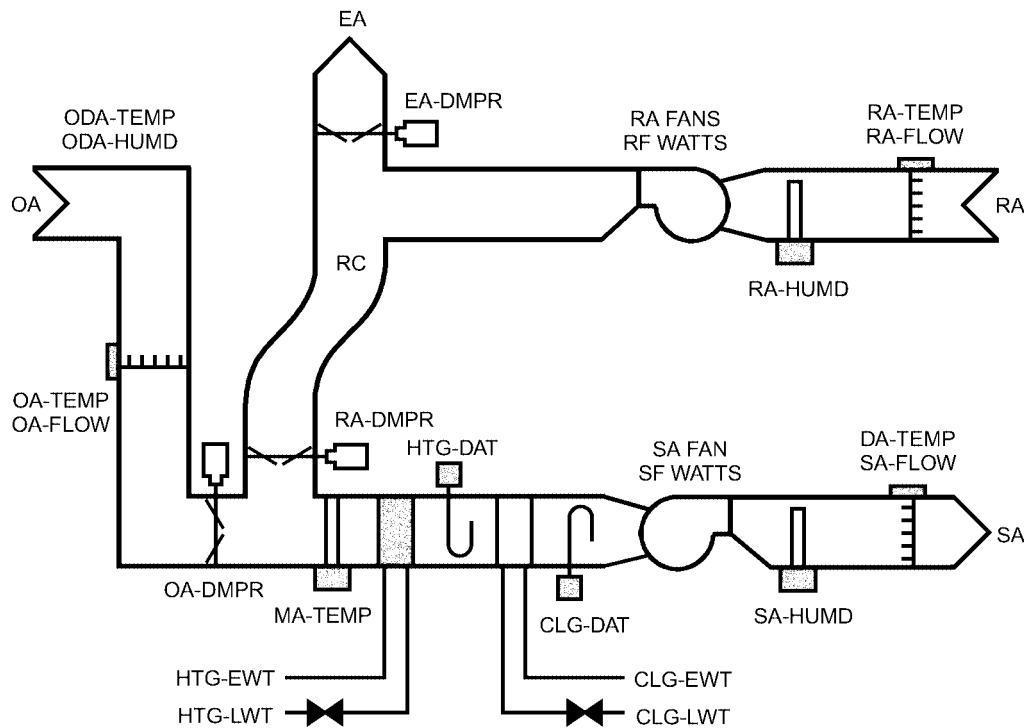 EA
ODA-TEMP
ODA-HUMD
EA-DMPR
RA FANS
RF WATTS
RA-TEMP
RA-FLOW
OA
RA
RC
RA-HUMD
OA-TEMP
OA-FLOW
RA-DMPR
HTG-DAT
SA FAN
SF WATTS
DA-TEMP
SA-FLOW
SA
OA-DMPR
MA-TEMP
CLG-DAT
SA-HUMD
HTG-EWT
CLG-EWT
HTG-LWT
CLG-LWT